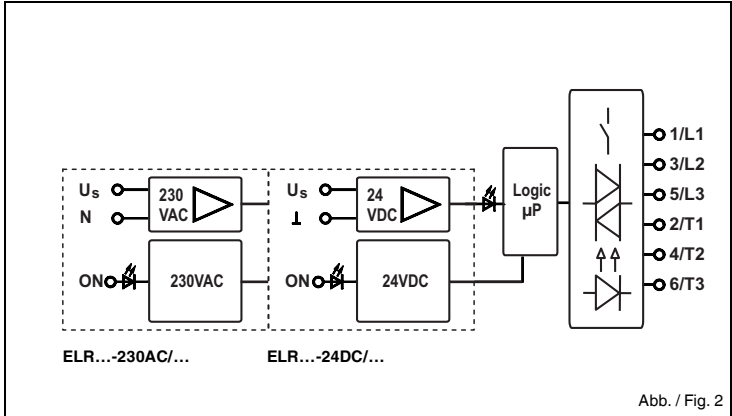 Us
N
230
VAC
ON
230VAC
Us
⊥
24
VDC
ON
24VDC
Logic
µP
1/L1
3/L2
5/L3
2/T1
4/T2
6/T3
ELR…-230AC/…
ELR…-24DC/…
Abb. / Fig. 2